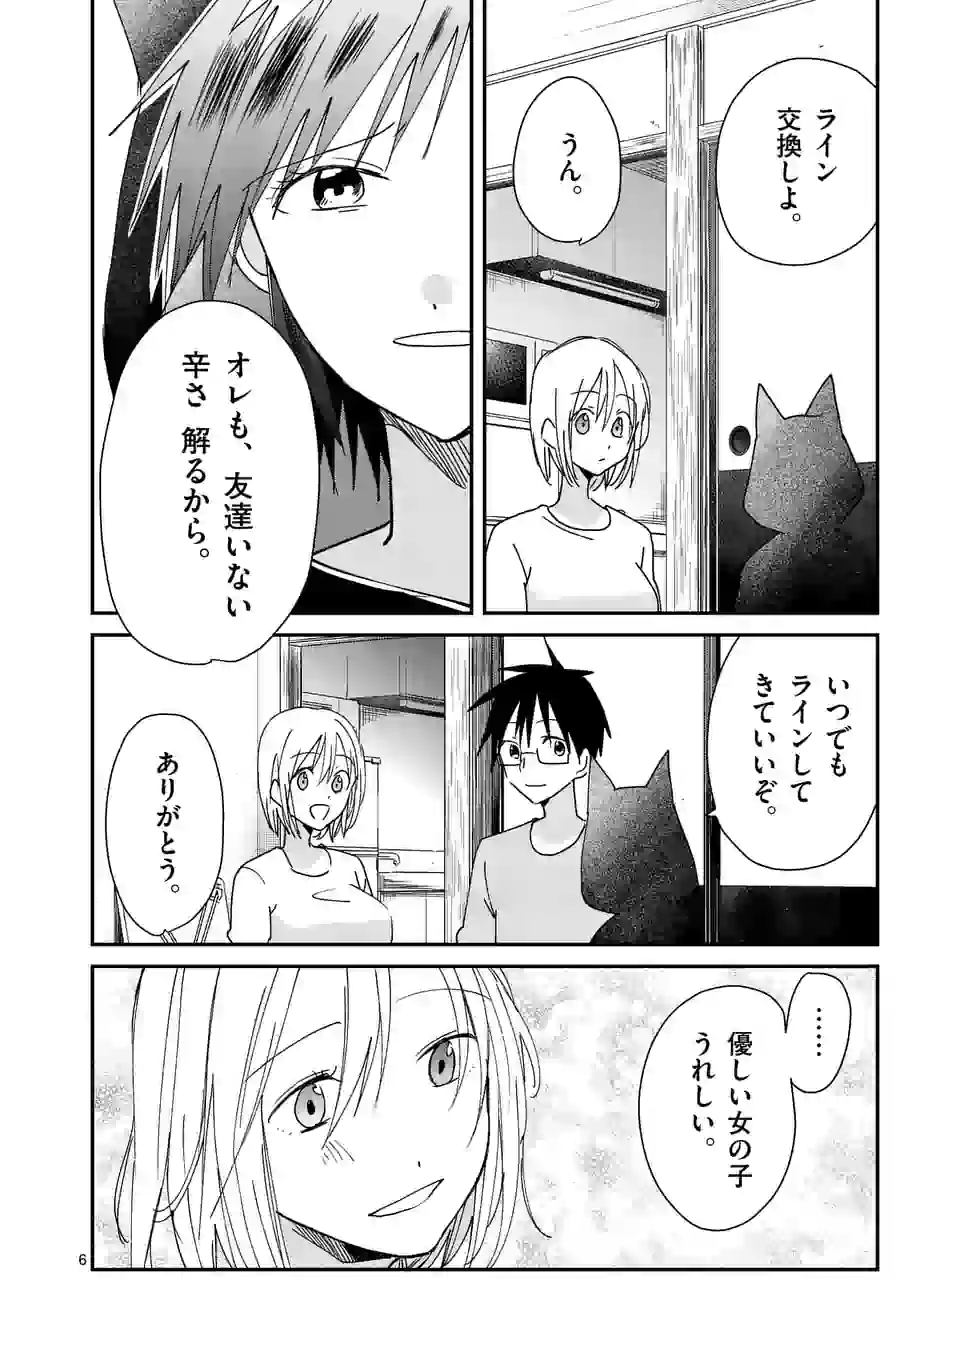 ライン
交換しよ。
うん。
オレも、友達いない
辛さ 解るから。
いつでも
ラインして
きていいぞ。
ありがとう。
……
優しい女の子
うれしい。
6